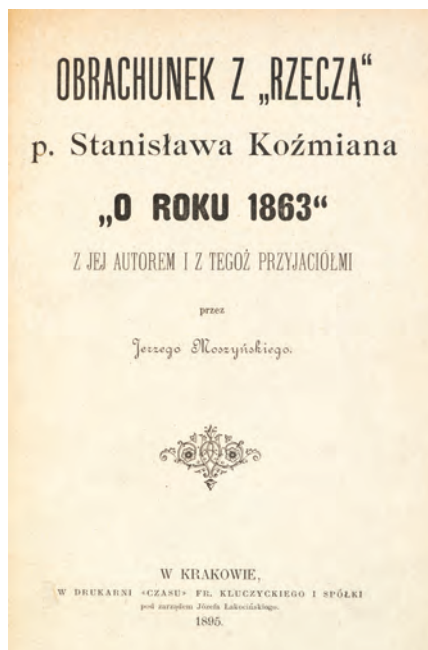 OBRACHUNEK Z „RZECZĄ“
p. Stanisława Koźmiana
„O ROKU 1863“
Z JEJ AUTOREM I Z TEGOŻ PRZYJACIÓŁMI
przez
Jerzego Moszyńskiego.
W KRAKOWIE,
W DRUKARNI «CZASU» FR. KLUCZYCKIEGO I SPÓŁKI
pod zarządem Józefa Łakocińskiego.
1895.